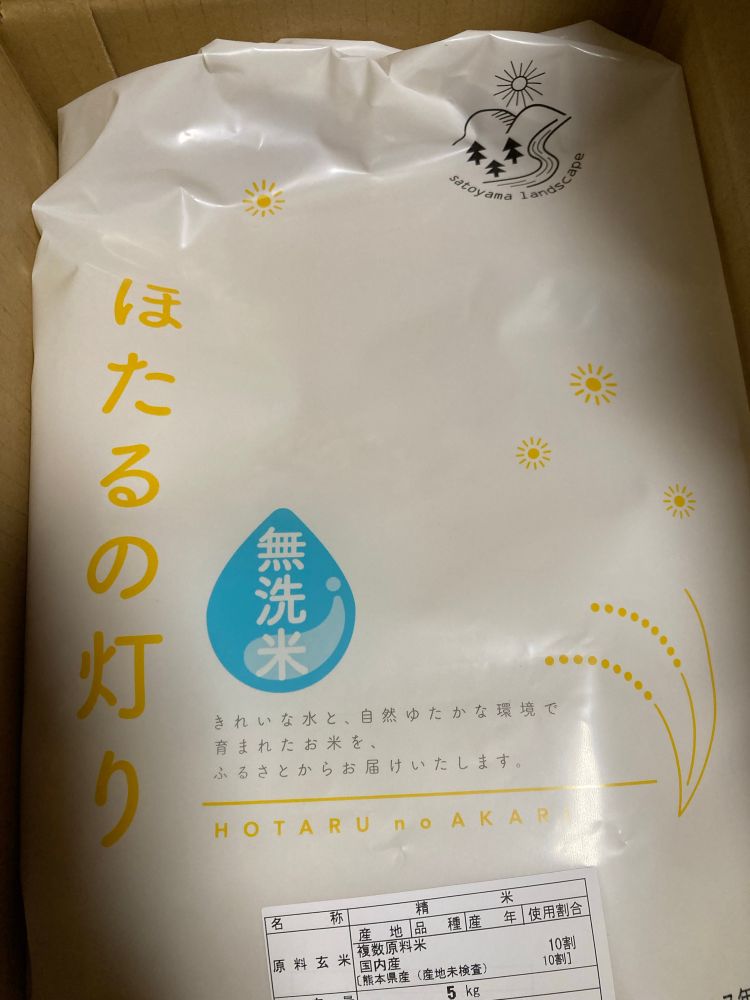 satoyama landscape
ほたるの灯り
無洗米
きれいな水と、自然ゆたかな環境で
育まれたお米を、
ふるさとからお届けいたします。
HOTARU no AKARI
名 称 精 米
原料玄米 産 地 品 種 産 年 使用割合
複数原料米 10割
国内産 10割]
[熊本県産(産地未検査)
5 kg